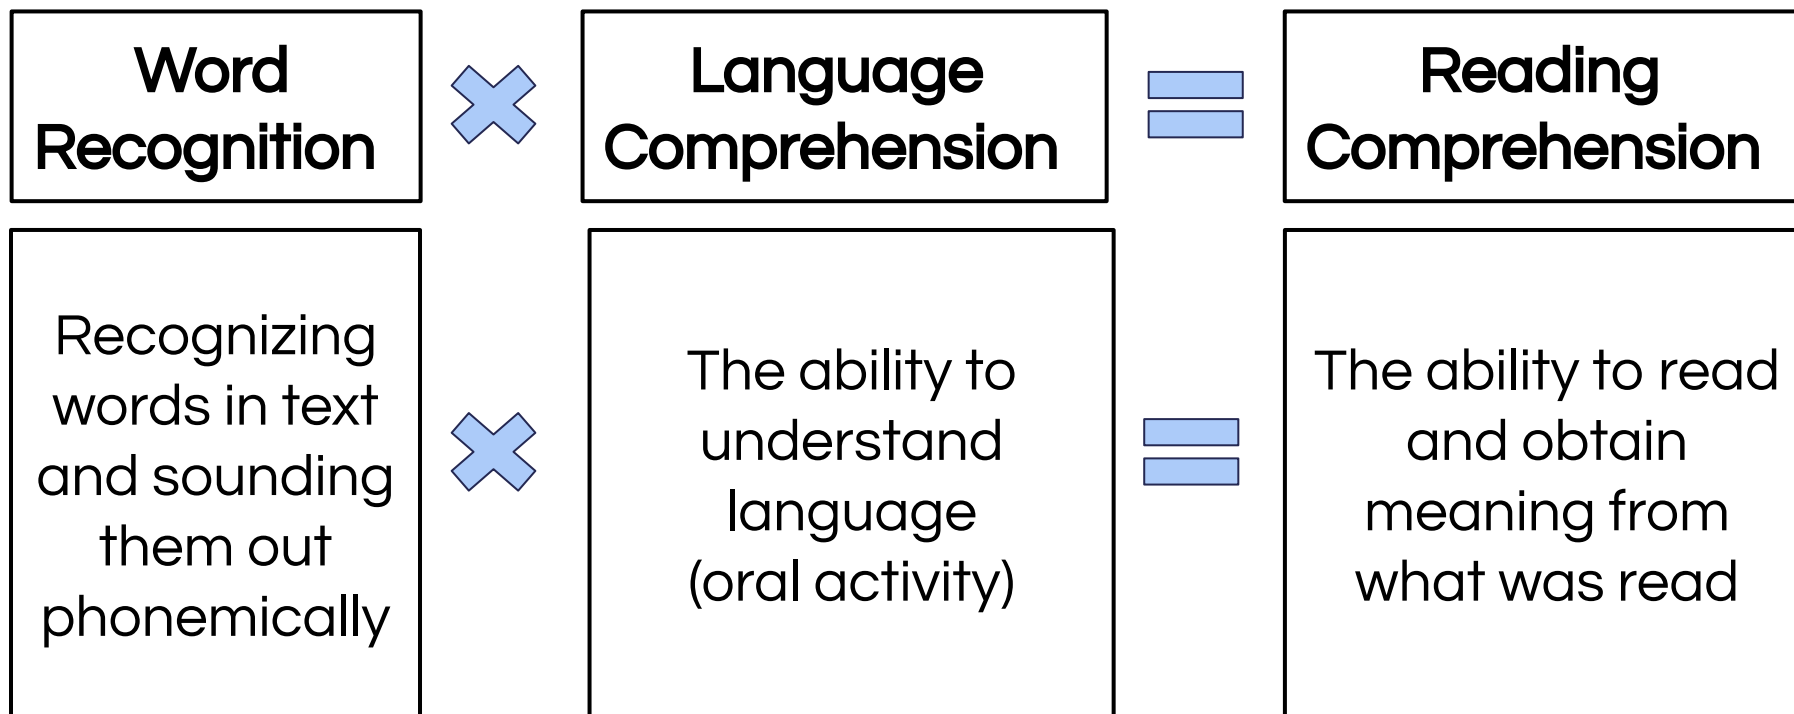 Word
Recognition
Language
Comprehension
Reading
Comprehension
Recognizing
words in text
and sounding
them out
phonemically
The ability to
understand
language
(oral activity)
The ability to read
and obtain
meaning from
what was read